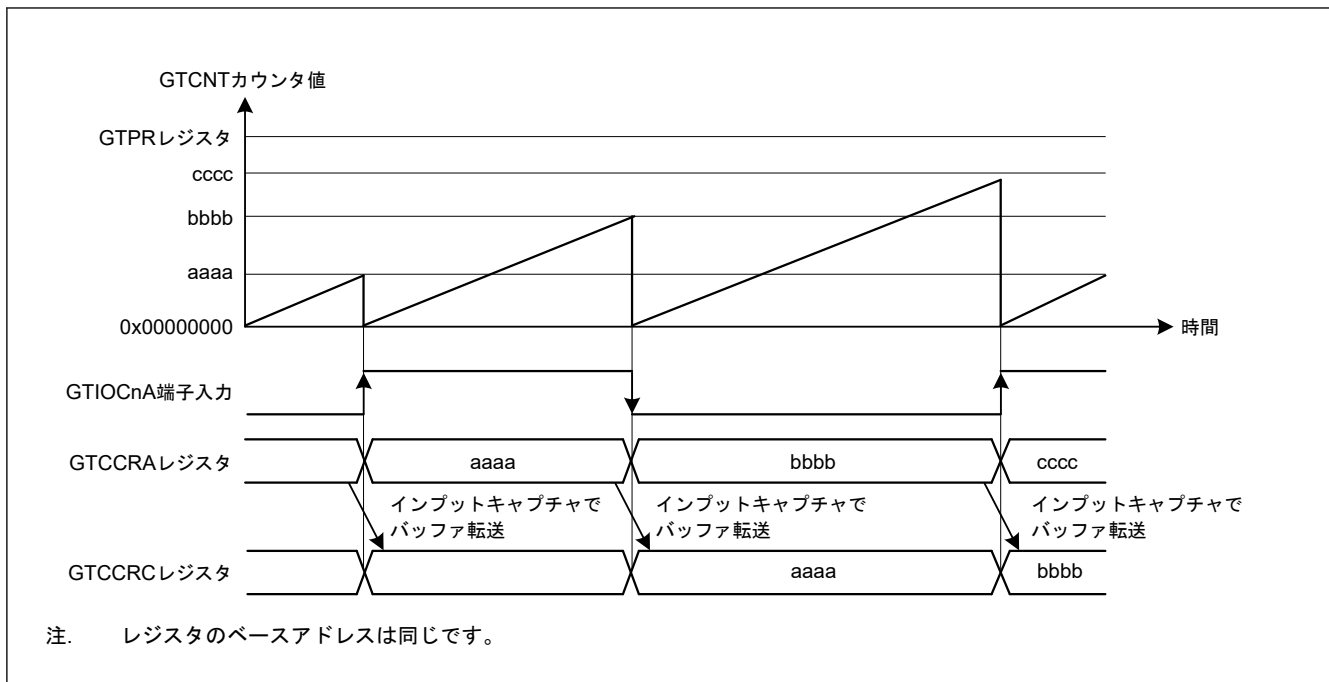 GTCNTカウンタ値
GTPRレジスタ
cccc
bbbb
aaaa
0x00000000
時間
GTIOCnA端子入力
GTCCRAレジスタ
aaaa
bbbb
cccc
インプットキャプチャで
バッファ転送
インプットキャプチャで
バッファ転送
インプットキャプチャで
バッファ転送
GTCCRCレジスタ
aaaa
bbbb
注. レジスタのベースアドレスは同じです。